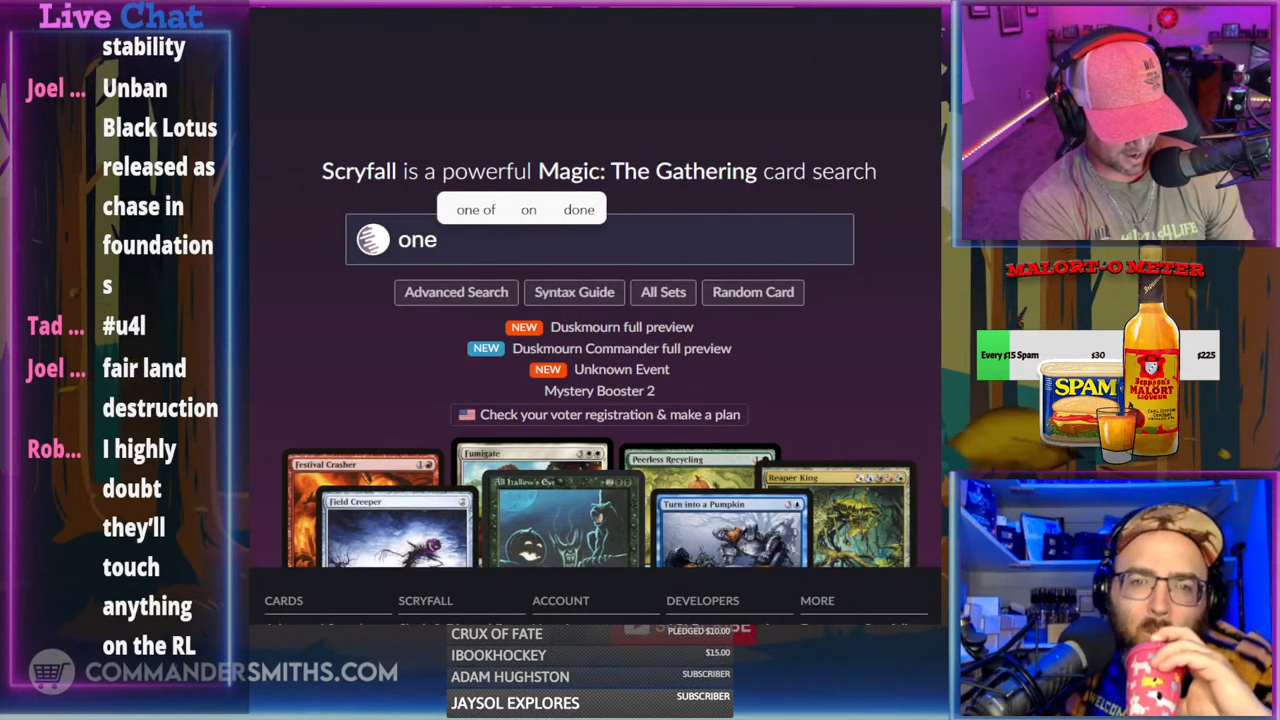 Live Chat
stability
Joel ... Unban
Black Lotus
released as
chase in
foundation
s
Tad ... #u4l
Joel ... fair land
destruction
Rob... I highly
doubt
they'll
touch
anything
on the RL
COMMANDERSMITHS.COM
Scryfall is a powerful Magic: The Gathering card search
one of on done
one
Advanced Search Syntax Guide All Sets Random Card
NEW Duskmourn full preview
NEW Duskmourn Commander full preview
NEW Unknown Event
Mystery Booster 2
Check your voter registration & make a plan
Festival Crasher
Fumigate
Peerless Recycling
Reaper King
Field Creeper
All Hallow's Eve
Turn into a Pumpkin
CARDS SCRYFALL ACCOUNT DEVELOPERS MORE
CRUX OF FATE PLEDGED $10.00
IBOOKHOCKEY $15.00
ADAM HUGHSTON SUBSCRIBER
JAYSOL EXPLORES SUBSCRIBER
MALORT-O METER
Every $15 Spam $30 $225
SPAM
Jeppson's
MALÖRT
LIQUEUR